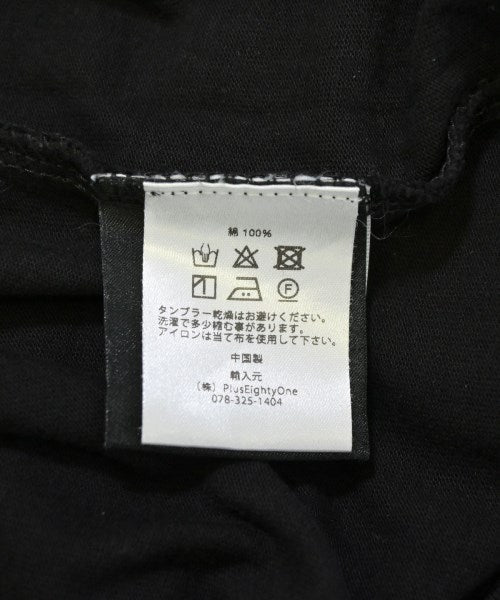 綿 100%
F
タンブラー乾燥はお避けください。
洗濯で多少縮む事があります。
アイロンは当て布を使用して下さい。
中国製
輸入元
(株) PlusEightyOne
078-325-1404